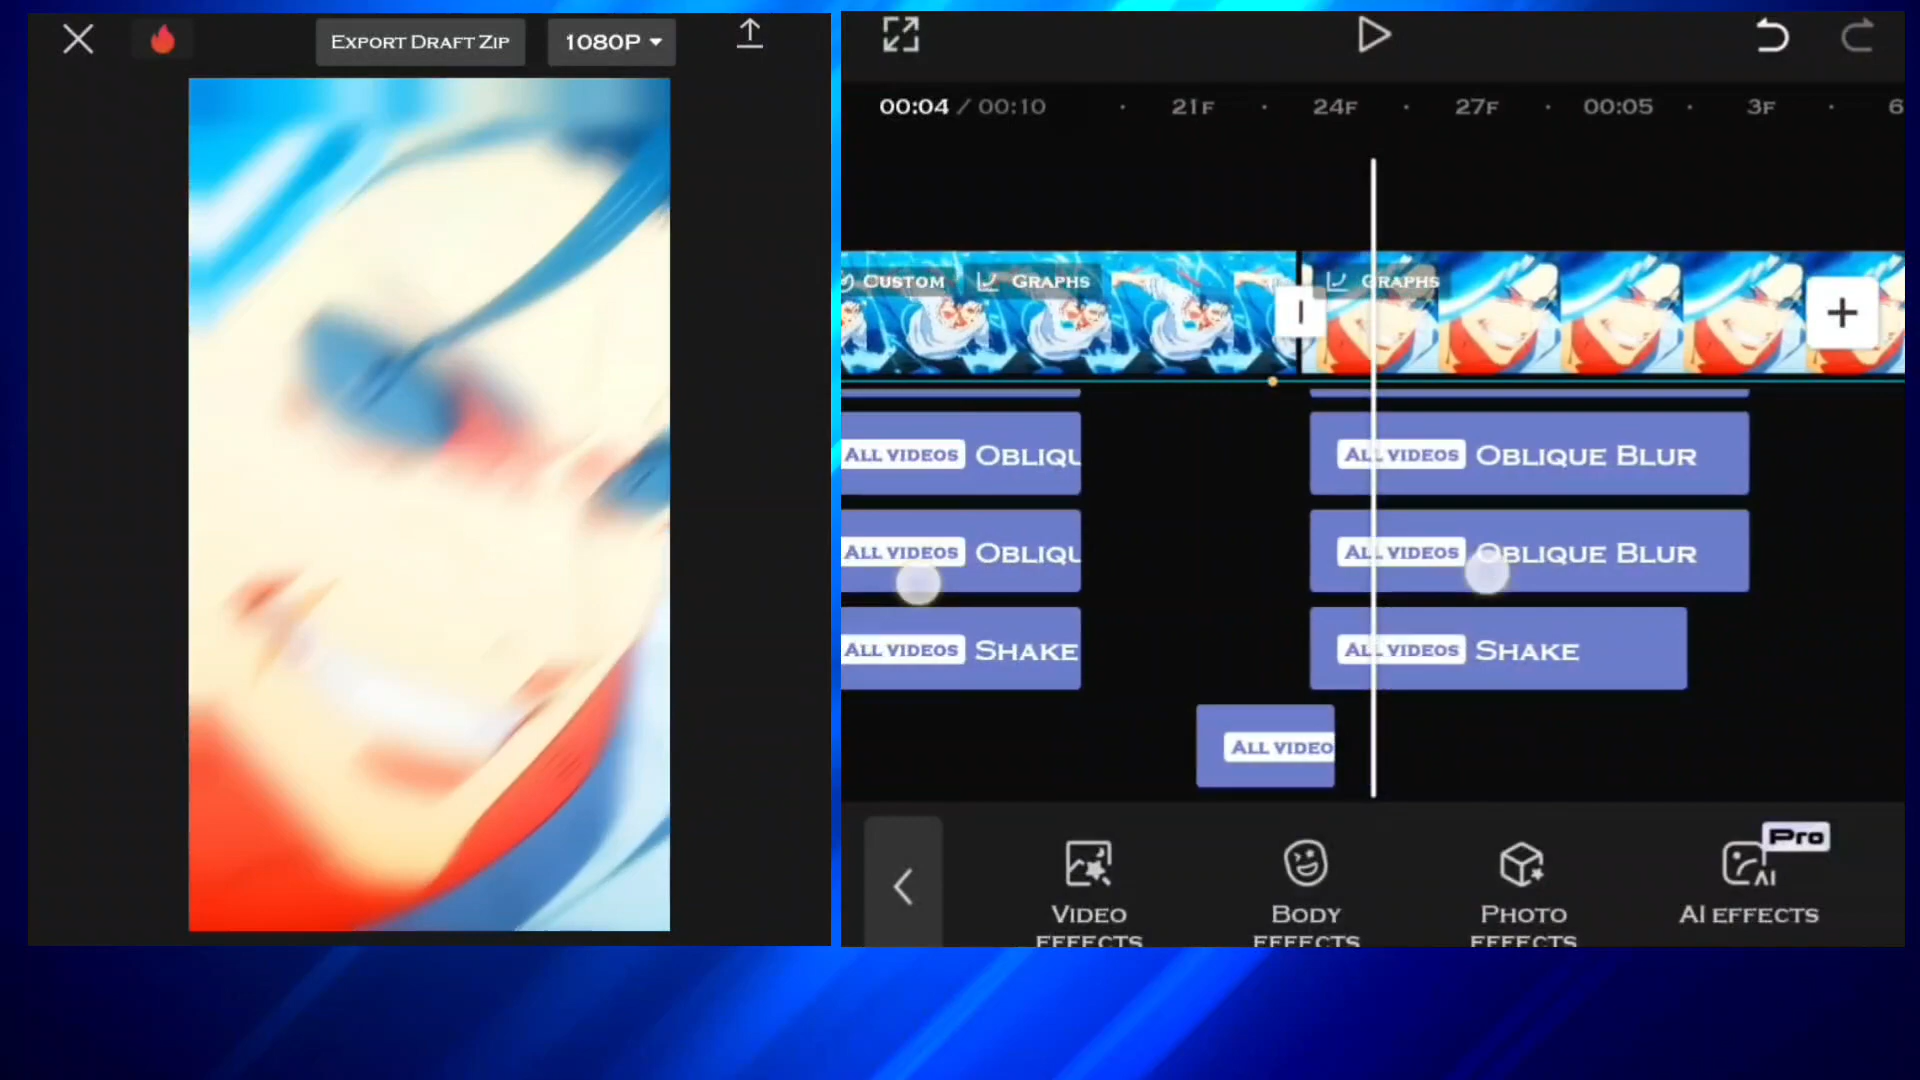 EXPORT DRAFT ZIP
1080P
00:04 / 00:10
21F
24F
27F
00:05
3F
6
CUSTOM
GRAPHS
GRAPHS
ALL VIDEOS OBLIQU
ALL VIDEOS OBLIQUE BLUR
ALL VIDEOS OBLIQU
ALL VIDEOS OBLIQUE BLUR
ALL VIDEOS SHAKE
ALL VIDEOS SHAKE
ALL VIDEO
Pro
VIDEO
EFFECTS
BODY
EFFECTS
PHOTO
EFFECTS
AI EFFECTS